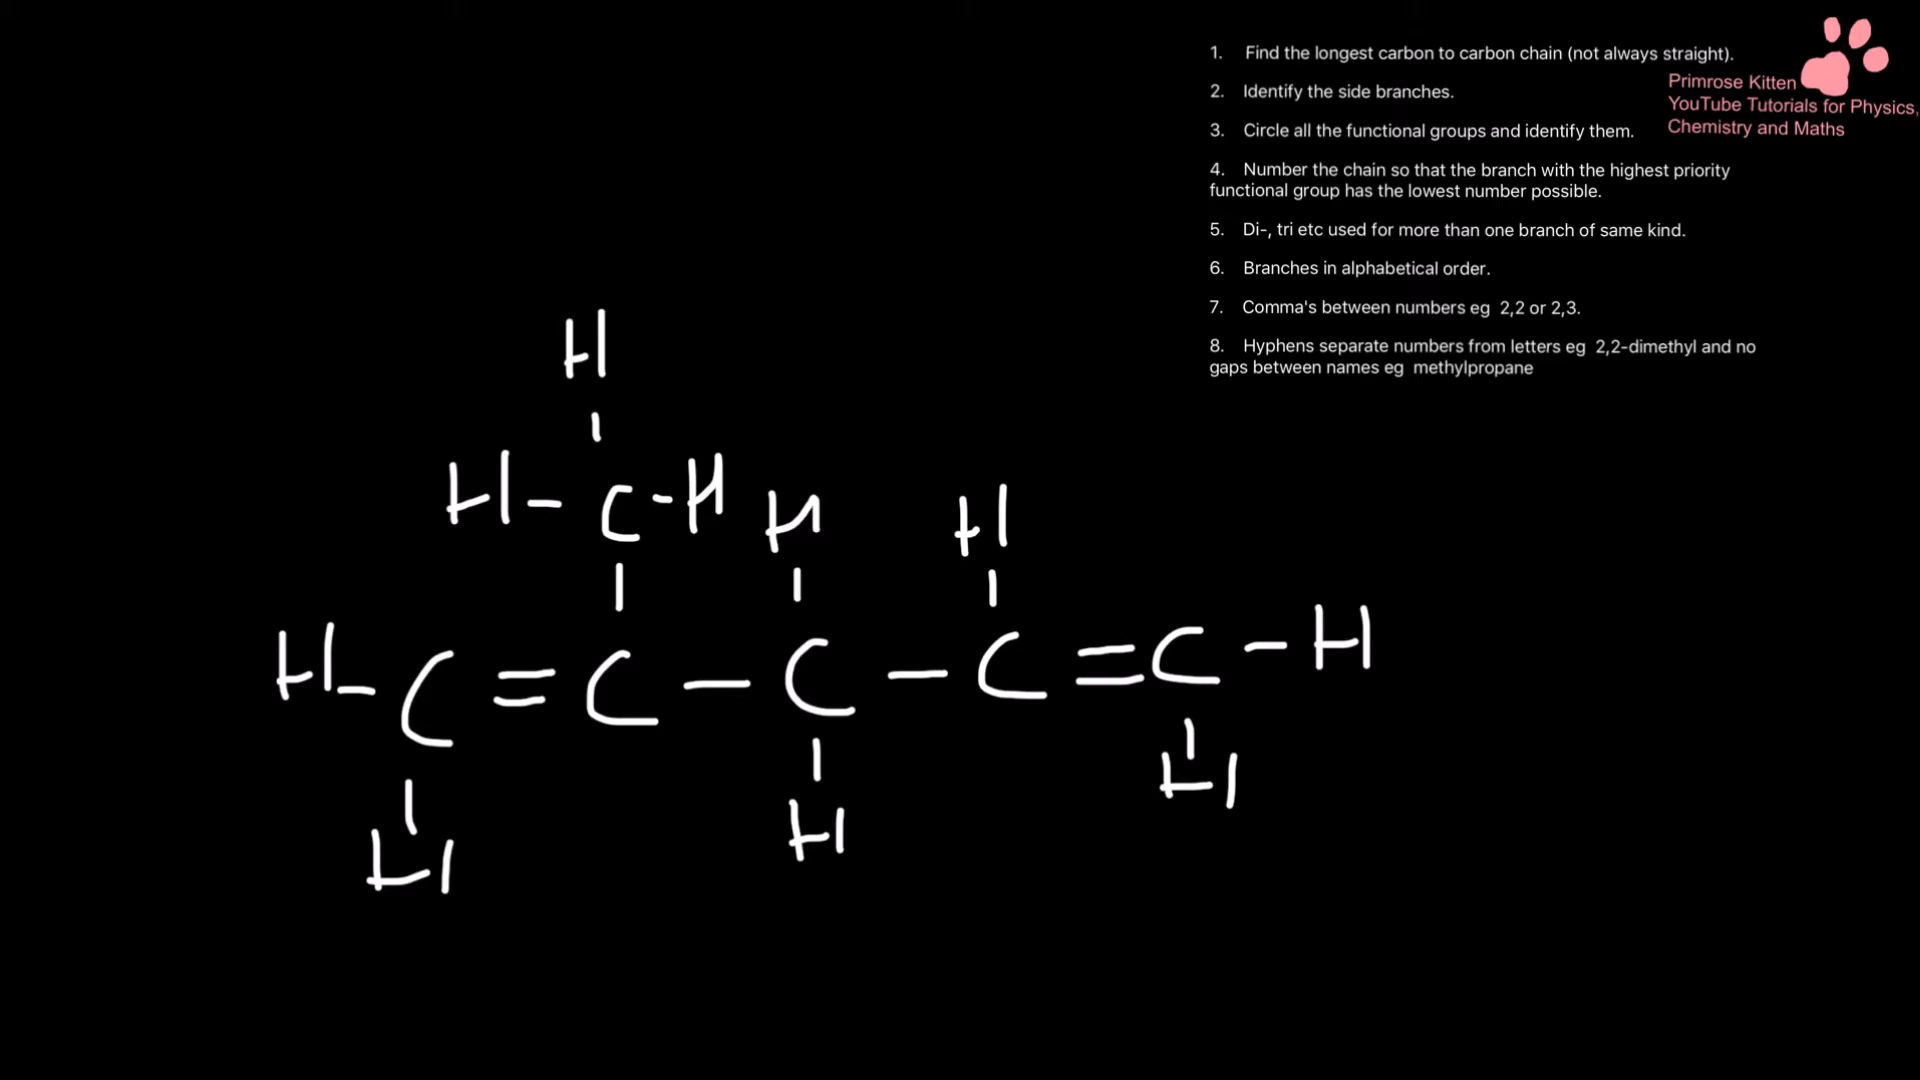 1. Find the longest carbon to carbon chain (not always straight).
2. Identify the side branches.
3. Circle all the functional groups and identify them.
4. Number the chain so that the branch with the highest priority
functional group has the lowest number possible.
5. Di-, tri etc used for more than one branch of same kind.
6. Branches in alphabetical order.
7. Comma's between numbers eg 2,2 or 2,3.
8. Hyphens separate numbers from letters eg 2,2-dimethyl and no
gaps between names eg methylpropane
Primrose Kitten
YouTube Tutorials for Physics,
Chemistry and Maths
H
H - C - H H H
H - C = C - C - C = C - H
H H H